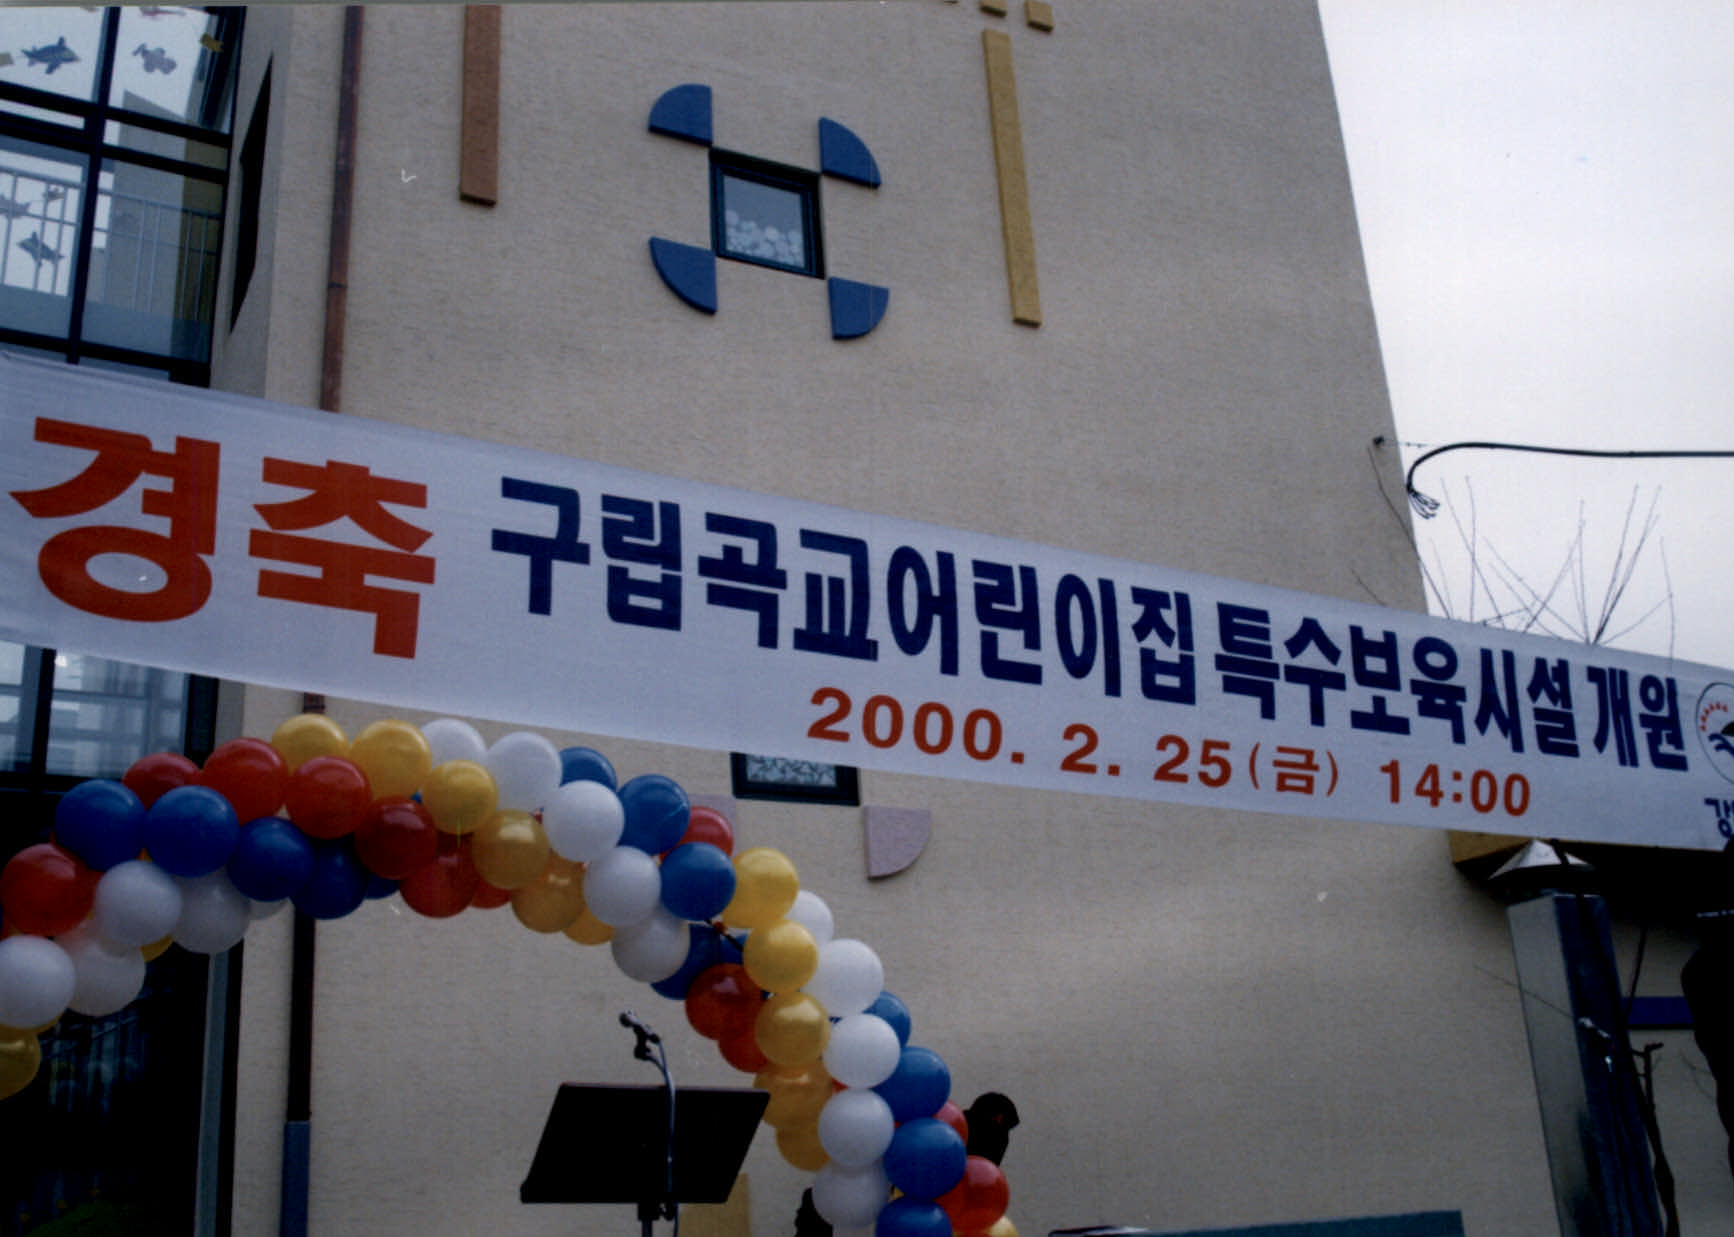 경축 구립곡교어린이집 특수보육시설 개원
2000. 2. 25(금) 14:00
강